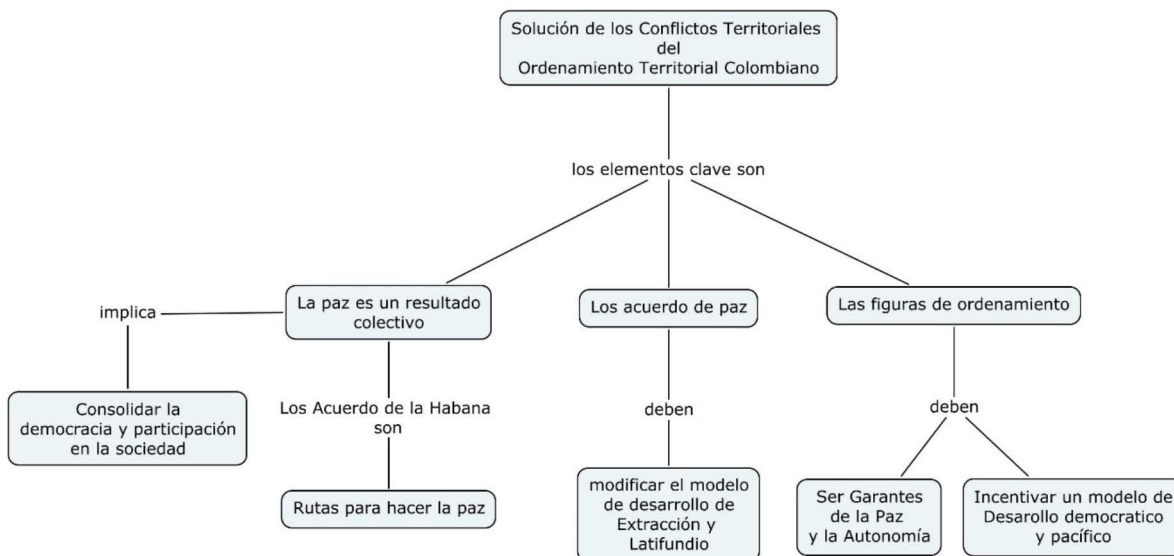 Solución de los Conflictos Territoriales
del
Ordenamiento Territorial Colombiano
los elementos clave son
implica
La paz es un resultado
colectivo
Los acuerdo de paz
Las figuras de ordenamiento
Consolidar la
democracia y participación
en la sociedad
Los Acuerdo de la Habana
son
deben
deben
Rutas para hacer la paz
modificar el modelo
de desarrollo de
Extracción y
Latifundio
Ser Garantes
de la Paz
y la Autonomía
Incentivar un modelo de
Desarollo democratico
y pacífico